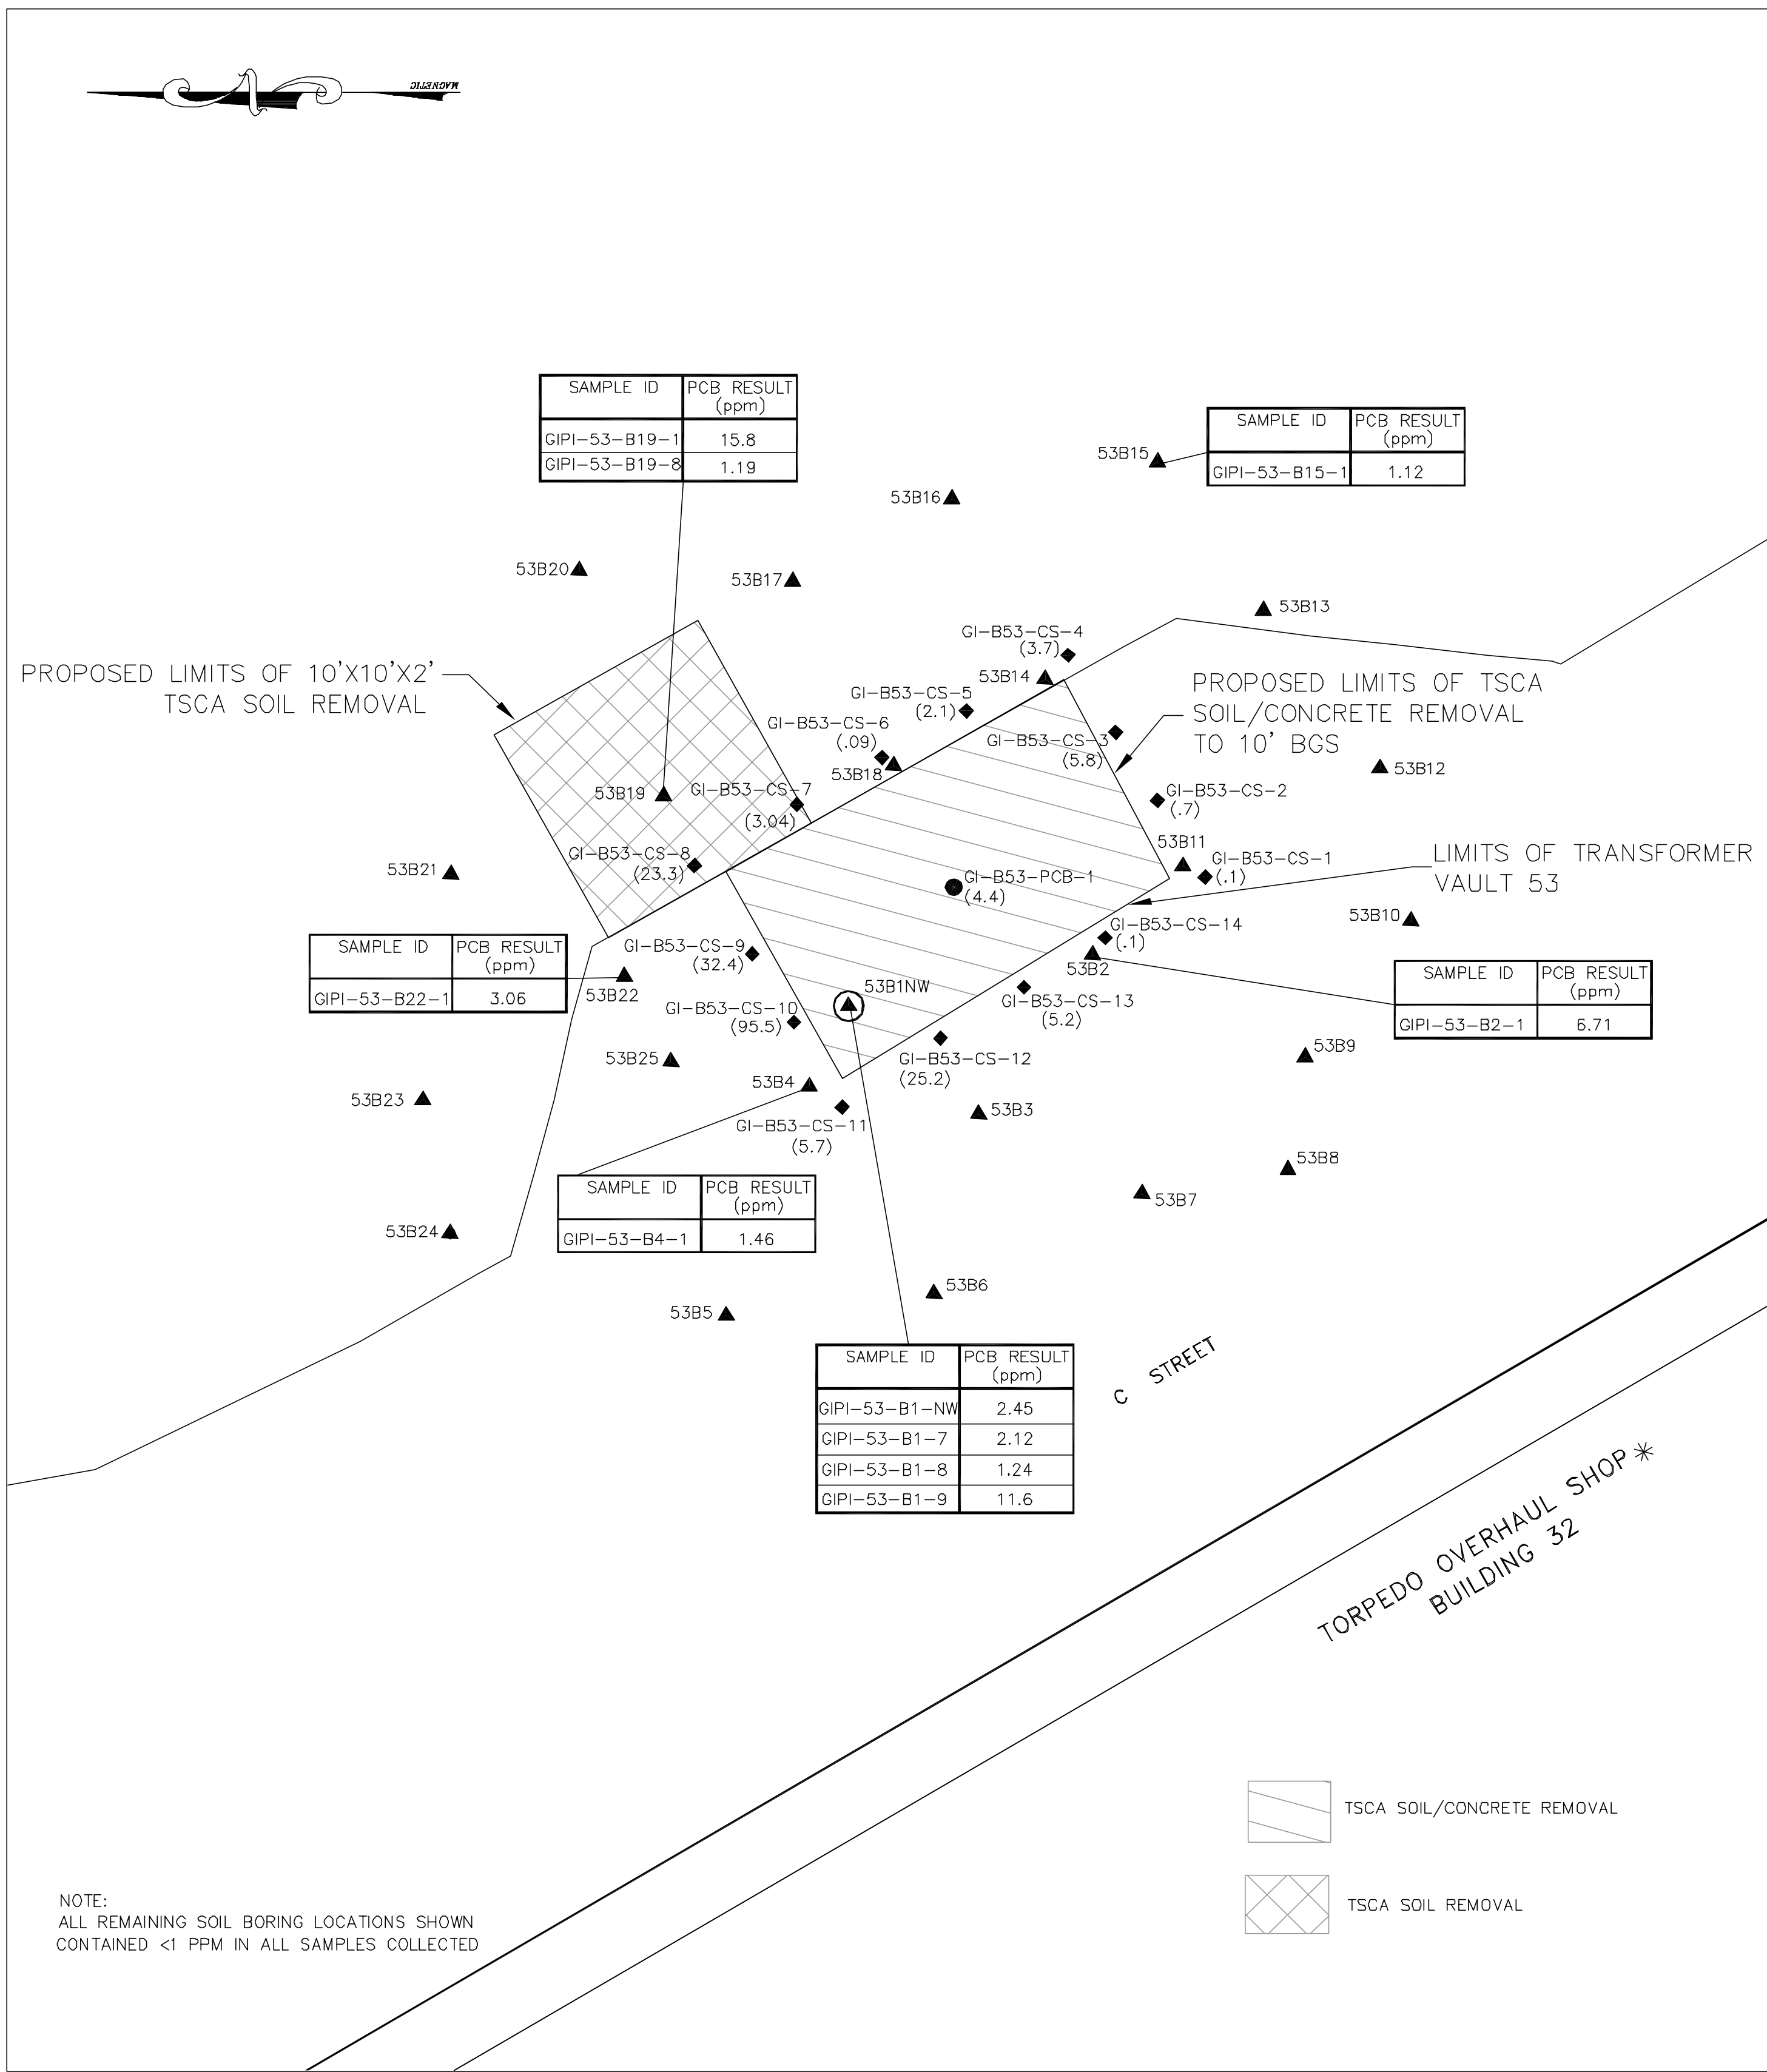 MAGNETIC
SAMPLE ID PCB RESULT
(ppm)
GIPI-53-B19-1 15.8
GIPI-53-B19-8 1.19
SAMPLE ID PCB RESULT
(ppm)
GIPI-53-B15-1 1.12
53B15
53B16
53B20
53B17
53B13
GI-B53-CS-4
(3.7)
PROPOSED LIMITS OF 10'X10'X2'
TSCA SOIL REMOVAL
53B14
PROPOSED LIMITS OF TSCA
SOIL/CONCRETE REMOVAL
TO 10' BGS
GI-B53-CS-5
(2.1)
GI-B53-CS-6
(.09)
GI-B53-CS-3
(5.8)
53B18
53B12
53B19
GI-B53-CS-7
(3.04)
GI-B53-CS-2
(.7)
53B11
GI-B53-CS-8
(23.3)
GI-B53-CS-1
(.1)
LIMITS OF TRANSFORMER
VAULT 53
53B21
GI-B53-PCB-1
(4.4)
53B10
GI-B53-CS-14
(.1)
GI-B53-CS-9
(32.4)
SAMPLE ID PCB RESULT
(ppm)
GIPI-53-B22-1 3.06
53B22
53B2
SAMPLE ID PCB RESULT
(ppm)
GIPI-53-B2-1 6.71
53B1NW
GI-B53-CS-13
(5.2)
GI-B53-CS-10
(95.5)
53B9
53B25
GI-B53-CS-12
(25.2)
53B4
53B23
53B3
GI-B53-CS-11
(5.7)
53B8
53B7
SAMPLE ID PCB RESULT
(ppm)
GIPI-53-B4-1 1.46
53B24
53B6
53B5
SAMPLE ID PCB RESULT
(ppm)
GIPI-53-B1-NW 2.45
GIPI-53-B1-7 2.12
GIPI-53-B1-8 1.24
GIPI-53-B1-9 11.6
C STREET
TORPEDO OVERHAUL SHOP *
BUILDING 32
TSCA SOIL/CONCRETE REMOVAL
TSCA SOIL REMOVAL
NOTE:
ALL REMAINING SOIL BORING LOCATIONS SHOWN
CONTAINED <1 PPM IN ALL SAMPLES COLLECTED